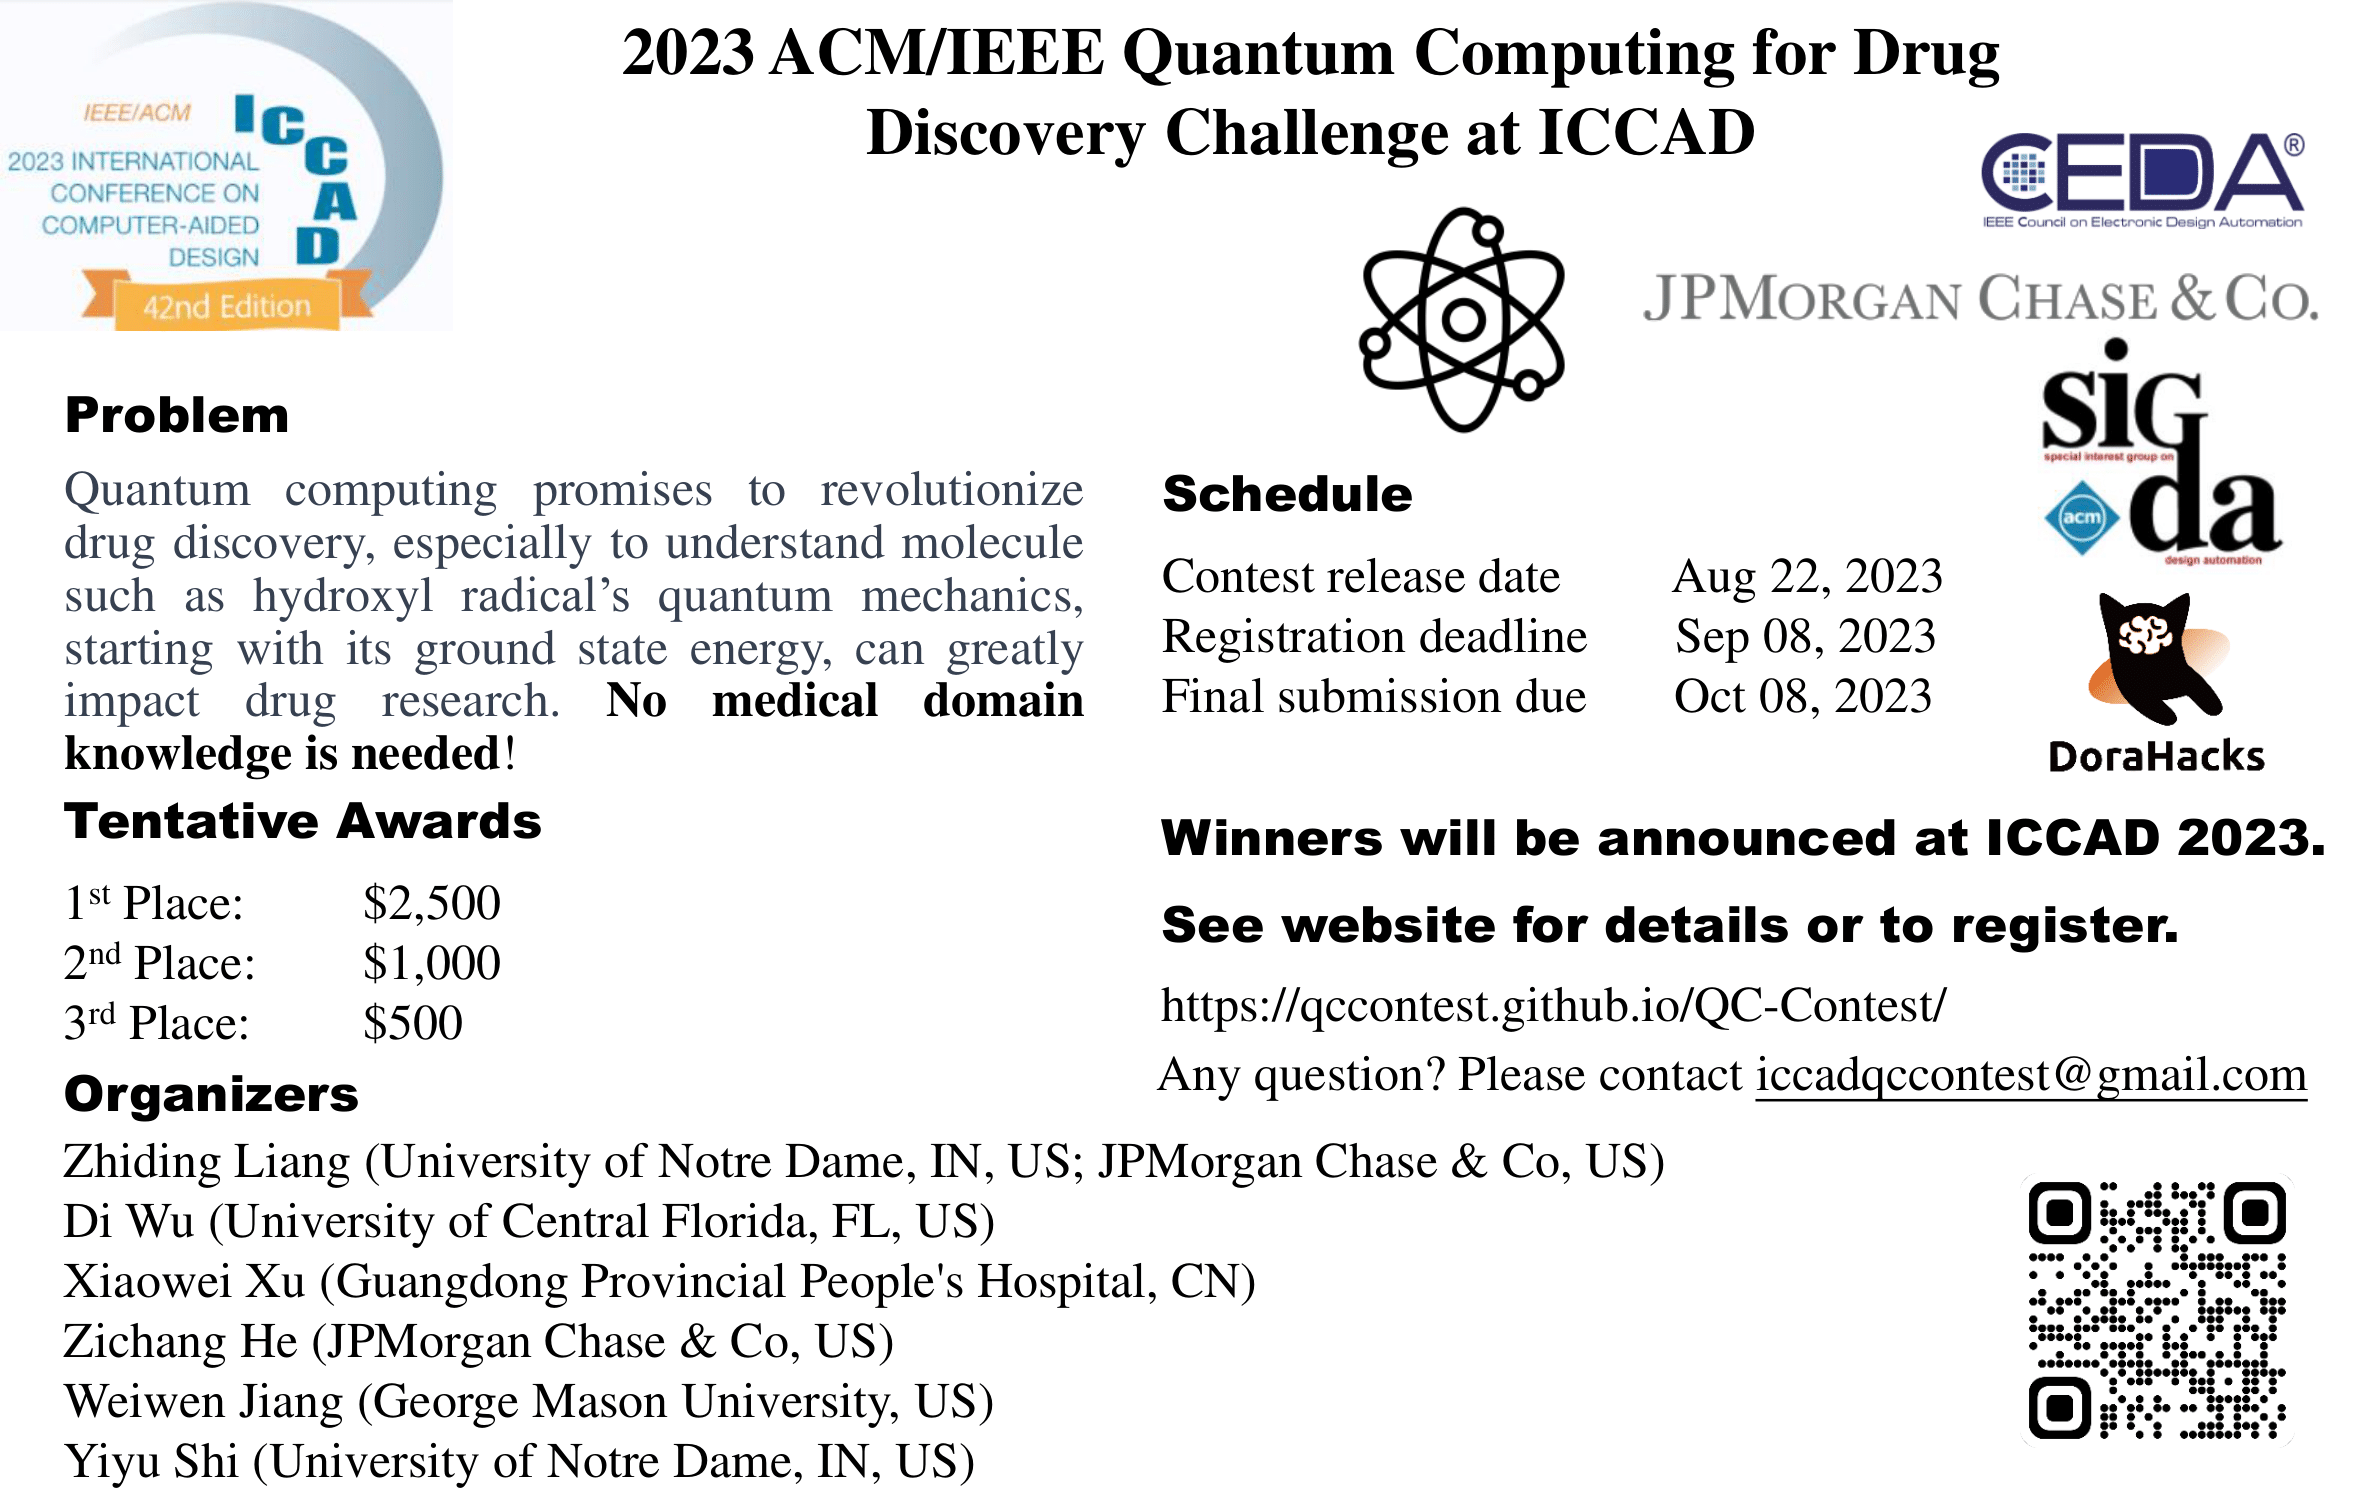 2023 ACM/IEEE Quantum Computing for Drug
Discovery Challenge at ICCAD
IEEE/ACM
ICCAD
2023 INTERNATIONAL
CONFERENCE ON
COMPUTER-AIDED
DESIGN
42nd Edition
CEDA®
IEEE Council on Electronic Design Automation
JPMORGAN CHASE & CO.
sigda
special interest group on
acm
design automation
DoraHacks
Problem
Quantum computing promises to revolutionize
drug discovery, especially to understand molecule
such as hydroxyl radical’s quantum mechanics,
starting with its ground state energy, can greatly
impact drug research. No medical domain
knowledge is needed!
Tentative Awards
1st Place: $2,500
2nd Place: $1,000
3rd Place: $500
Schedule
Contest release date Aug 22, 2023
Registration deadline Sep 08, 2023
Final submission due Oct 08, 2023
Winners will be announced at ICCAD 2023.
See website for details or to register.
https://qccontest.github.io/QC-Contest/
Any question? Please contact iccadqccontest@gmail.com
Organizers
Zhiding Liang (University of Notre Dame, IN, US; JPMorgan Chase & Co, US)
Di Wu (University of Central Florida, FL, US)
Xiaowei Xu (Guangdong Provincial People's Hospital, CN)
Zichang He (JPMorgan Chase & Co, US)
Weiwen Jiang (George Mason University, US)
Yiyu Shi (University of Notre Dame, IN, US)